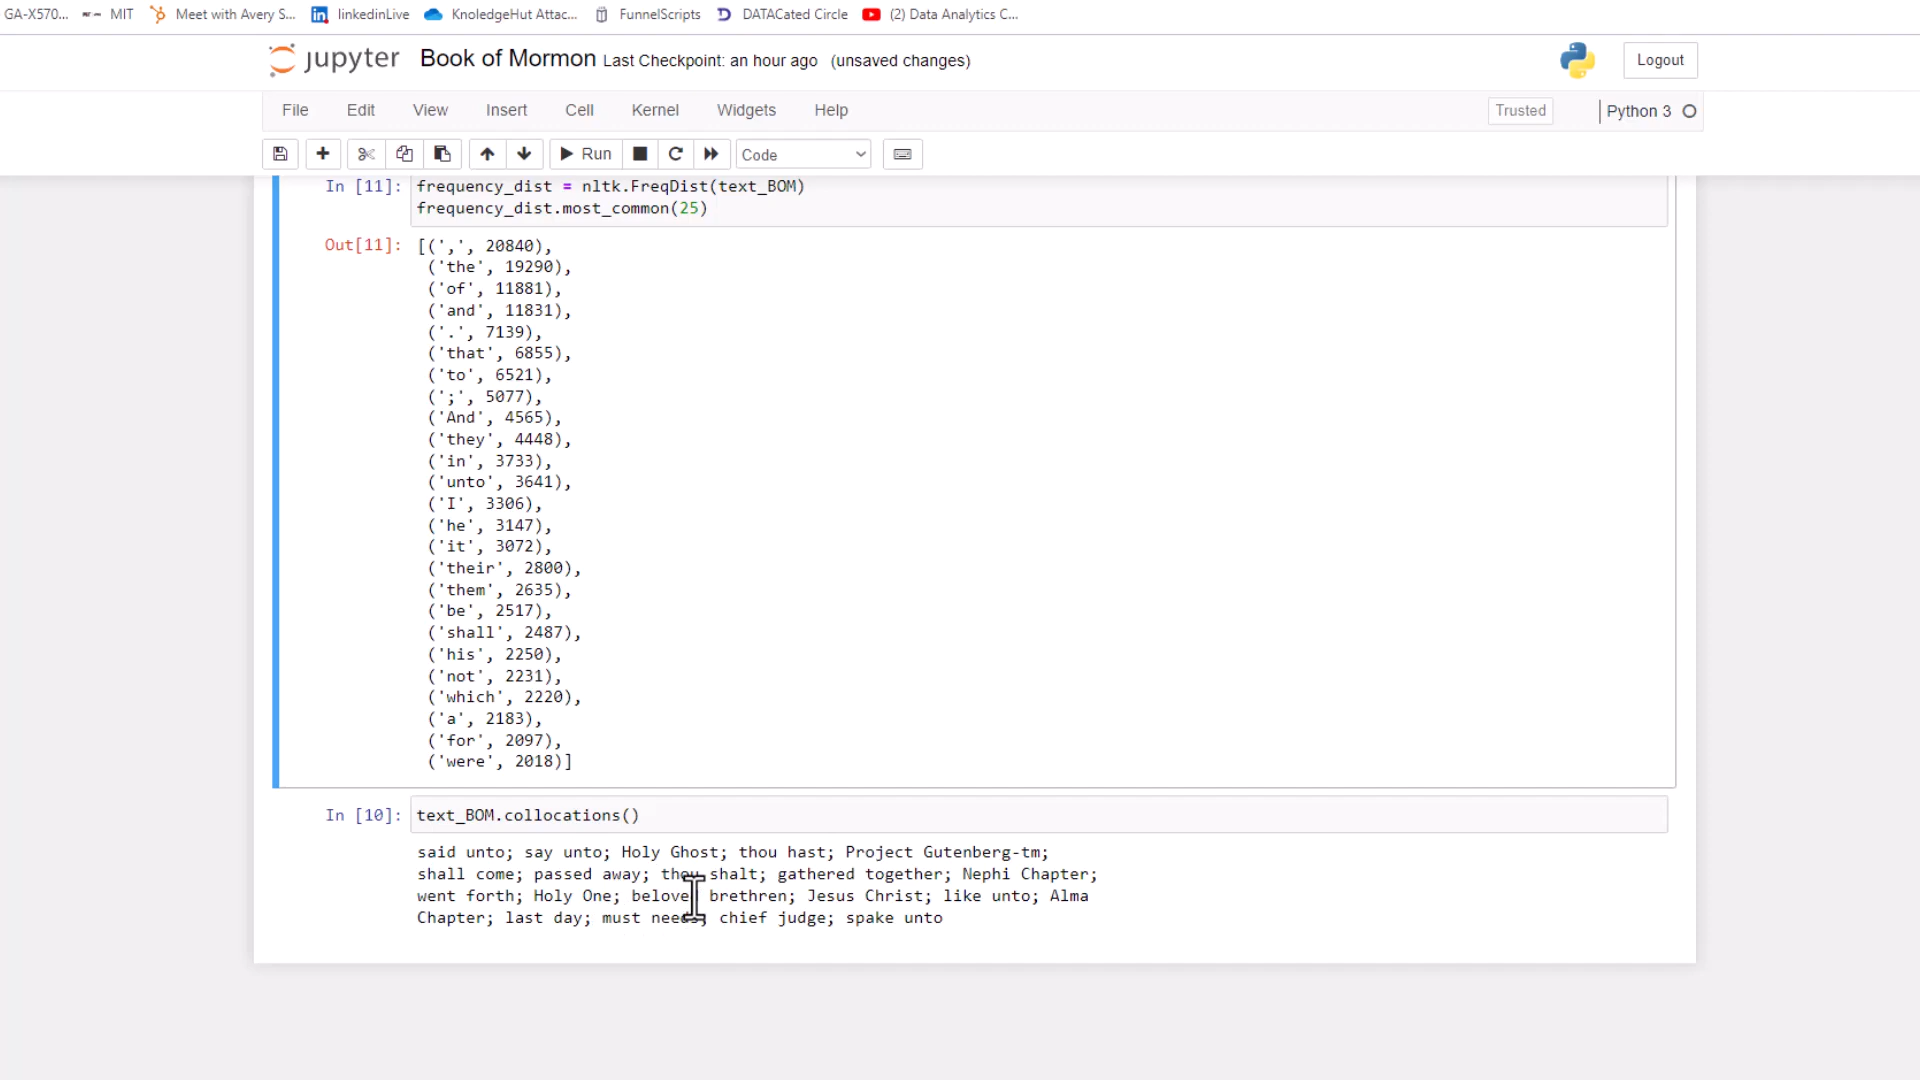 GA-X570... MIT Meet with Avery S... linkedinLive KnoledgeHut Attac... FunnelScripts DATACated Circle (2) Data Analytics C...
jupyter Book of Mormon Last Checkpoint: an hour ago (unsaved changes) Logout
File Edit View Insert Cell Kernel Widgets Help Trusted Python 3
Run Code
In [11]: frequency_dist = nltk.FreqDist(text_BOM)
frequency_dist.most_common(25)
Out[11]: [(',', 20840),
('the', 19290),
('of', 11881),
('and', 11831),
('.', 7139),
('that', 6855),
('to', 6521),
(';', 5077),
('And', 4565),
('they', 4448),
('in', 3733),
('unto', 3641),
('I', 3306),
('he', 3147),
('it', 3072),
('their', 2800),
('them', 2635),
('be', 2517),
('shall', 2487),
('his', 2250),
('not', 2231),
('which', 2220),
('a', 2183),
('for', 2097),
('were', 2018)]
In [10]: text_BOM.collocations()
said unto; say unto; Holy Ghost; thou hast; Project Gutenberg-tm;
shall come; passed away; thou shalt; gathered together; Nephi Chapter;
went forth; Holy One; beloved brethren; Jesus Christ; like unto; Alma
Chapter; last day; must needs; chief judge; spake unto